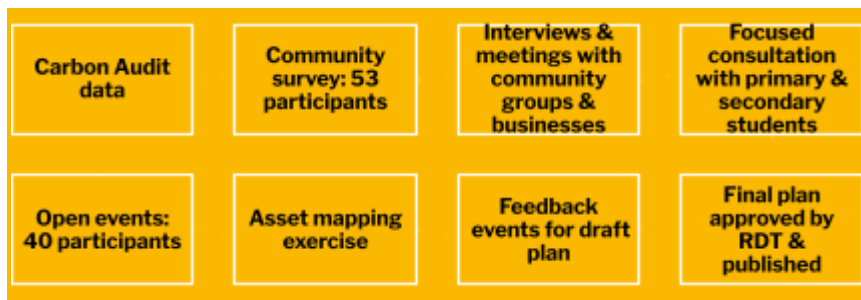 Carbon Audit
data
Community
survey: 53
participants
Interviews &
meetings with
community
groups &
businesses
Focused
consultation
with primary &
secondary
students
Open events:
40 participants
Asset mapping
exercise
Feedback
events for draft
plan
Final plan
approved by
RDT &
published